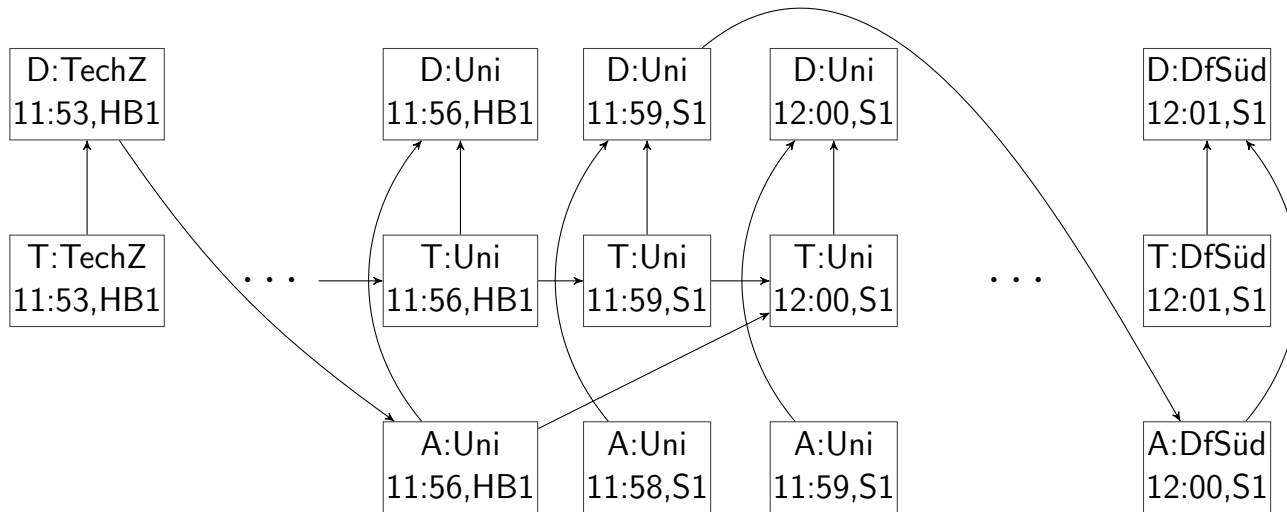 D:TechZ
11:53,HB1
D:Uni
11:56,HB1
D:Uni
11:59,S1
D:Uni
12:00,S1
D:DfSüd
12:01,S1
T:TechZ
11:53,HB1
. . .
T:Uni
11:56,HB1
T:Uni
11:59,S1
T:Uni
12:00,S1
. . .
T:DfSüd
12:01,S1
A:Uni
11:56,HB1
A:Uni
11:58,S1
A:Uni
11:59,S1
A:DfSüd
12:00,S1